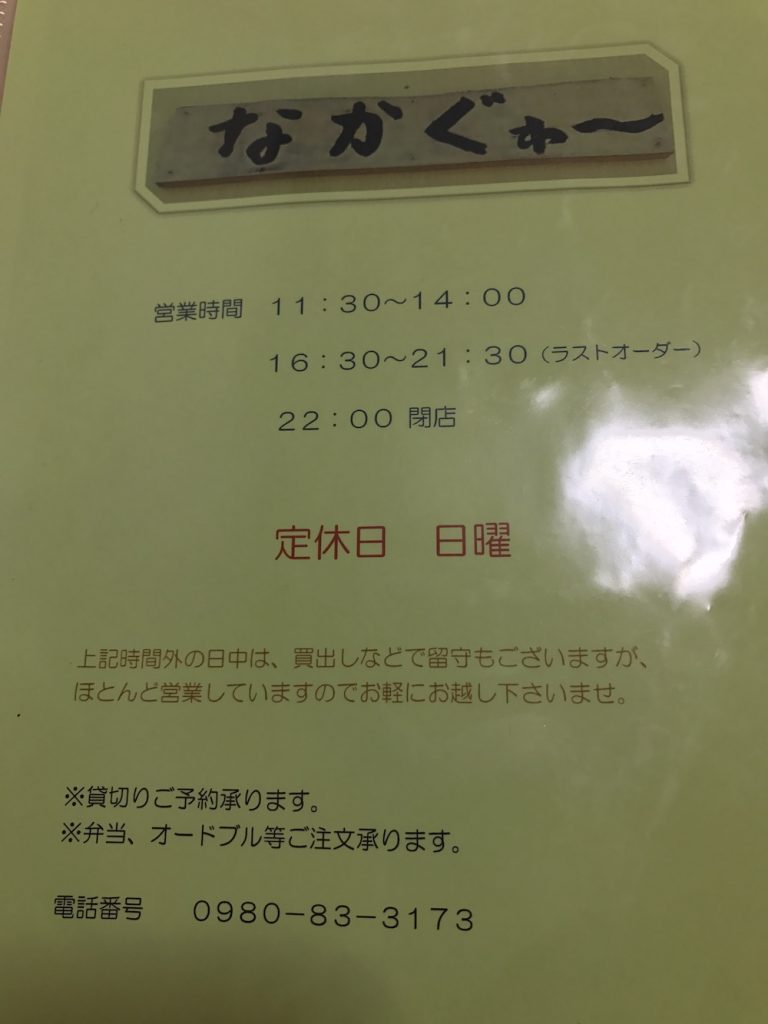 なかぐゎ〜
営業時間　11：30〜14：00
16：30〜21：30（ラストオーダー）
22：00 閉店
定休日　日曜
上記時間外の日中は、買出しなどで留守もございますが、
ほとんど営業していますのでお軽にお越し下さいませ。
※貸切りご予約承ります。
※弁当、オードブル等ご注文承ります。
電話番号　0980−83−3173